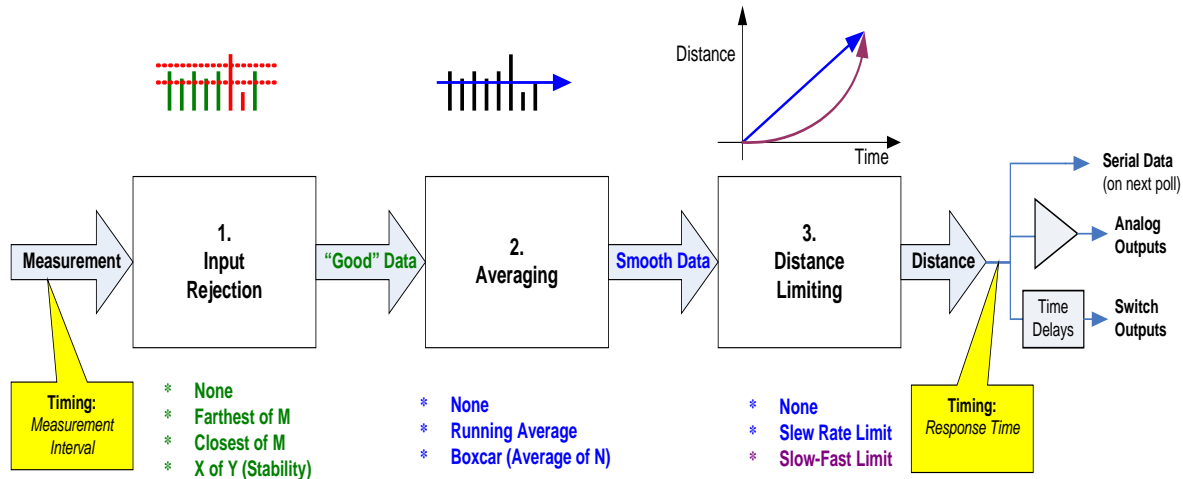 Distance
Time
Serial Data
(on next poll)
Analog
Outputs
Time
Delays
Switch
Outputs
Measurement
1.
Input
Rejection
“Good” Data
2.
Averaging
Smooth Data
3.
Distance
Limiting
Distance
Timing:
Measurement
Interval
* None
* Farthest of M
* Closest of M
* X of Y (Stability)
* None
* Running Average
* Boxcar (Average of N)
* None
* Slew Rate Limit
* Slow-Fast Limit
Timing:
Response Time